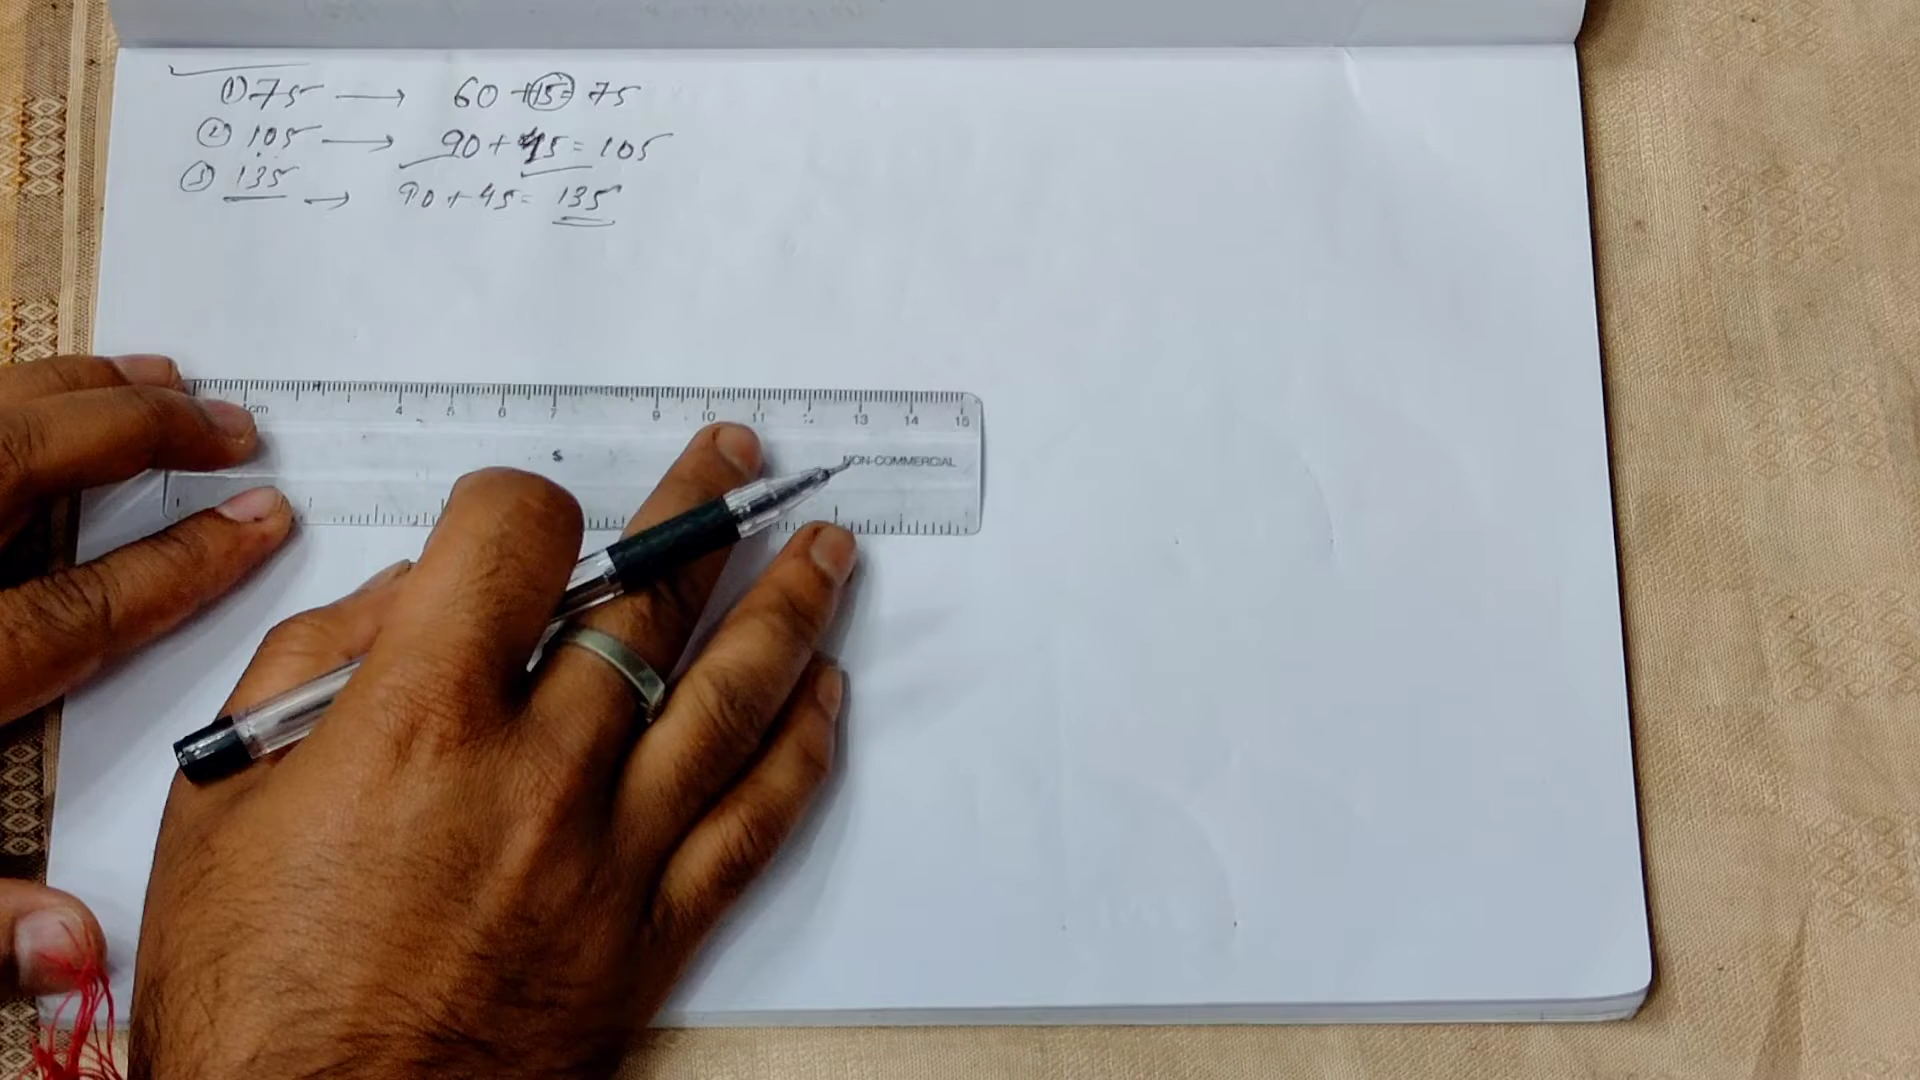 ① 75 → 60 + 15 = 75
② 105 → 90 + 15 = 105
③ 135 → 90 + 45 = 135
cm 4 5 6 7 9 10 11 12 13 14 15
NON-COMMERCIAL